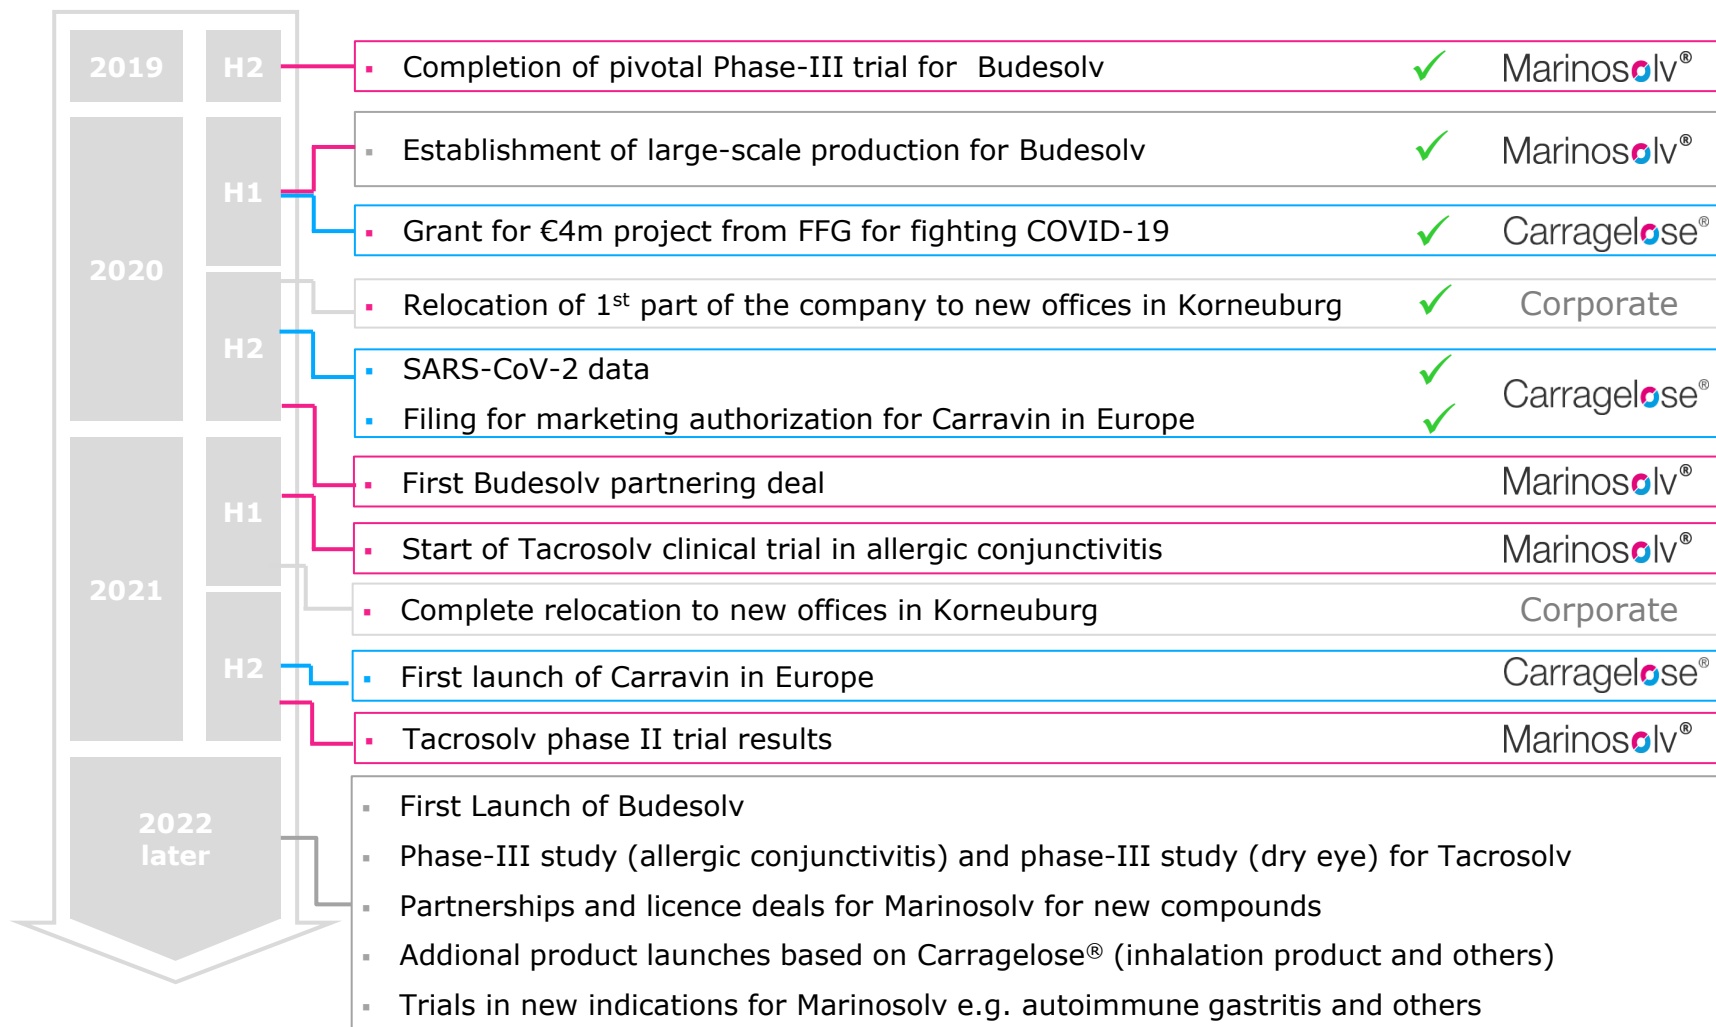 2019 H2
▪ Completion of pivotal Phase-III trial for  Budesolv ✓ Marinosolv®
2020 H1
▪ Establishment of large-scale production for Budesolv ✓ Marinosolv®
▪ Grant for €4m project from FFG for fighting COVID-19 ✓ Carragelose®
▪ Relocation of 1st part of the company to new offices in Korneuburg ✓ Corporate
H2
▪ SARS-CoV-2 data ✓
Carragelose®
▪ Filing for marketing authorization for Carravin in Europe ✓
▪ First Budesolv partnering deal Marinosolv®
2021 H1
▪ Start of Tacrosolv clinical trial in allergic conjunctivitis Marinosolv®
▪ Complete relocation to new offices in Korneuburg Corporate
H2
▪ First launch of Carravin in Europe Carragelose®
▪ Tacrosolv phase II trial results Marinosolv®
2022
later
▪ First Launch of Budesolv
▪ Phase-III study (allergic conjunctivitis) and phase-III study (dry eye) for Tacrosolv
▪ Partnerships and licence deals for Marinosolv for new compounds
▪ Addional product launches based on Carragelose® (inhalation product and others)
▪ Trials in new indications for Marinosolv e.g. autoimmune gastritis and others